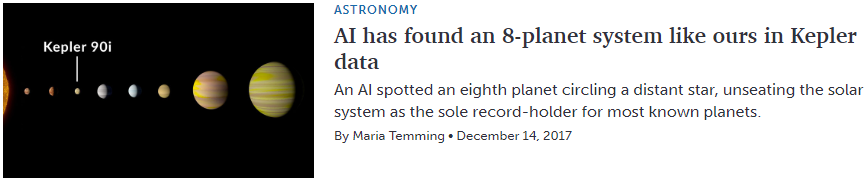 Kepler 90i
ASTRONOMY
AI has found an 8-planet system like ours in Kepler
data
An AI spotted an eighth planet circling a distant star, unseating the solar
system as the sole record-holder for most known planets.
By Maria Temming • December 14, 2017